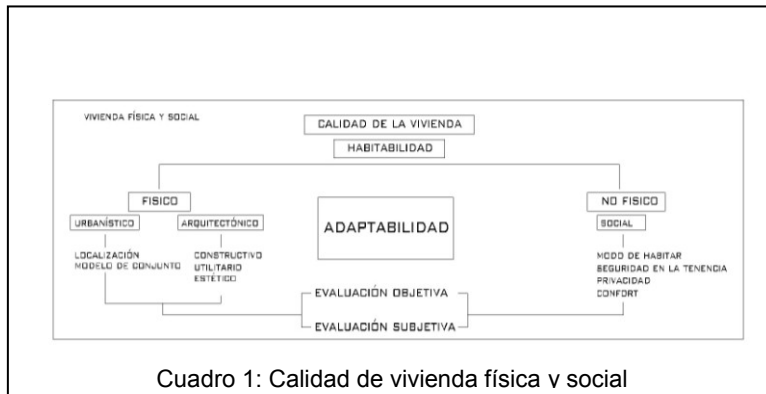 VIVIENDA FÍSICA Y SOCIAL
CALIDAD DE LA VIVIENDA
HABITABILIDAD
FISICO
NO FISICO
URBANÍSTICO
ARQUITECTÓNICO
ADAPTABILIDAD
SOCIAL
LOCALIZACIÓN
MODELO DE CONJUNTO
CONSTRUCTIVO
UTILITARIO
ESTÉTICO
MODO DE HABITAR
SEGURIDAD EN LA TENENCIA
PRIVACIDAD
CONFORT
EVALUACIÓN OBJETIVA
EVALUACIÓN SUBJETIVA
Cuadro 1: Calidad de vivienda física y social